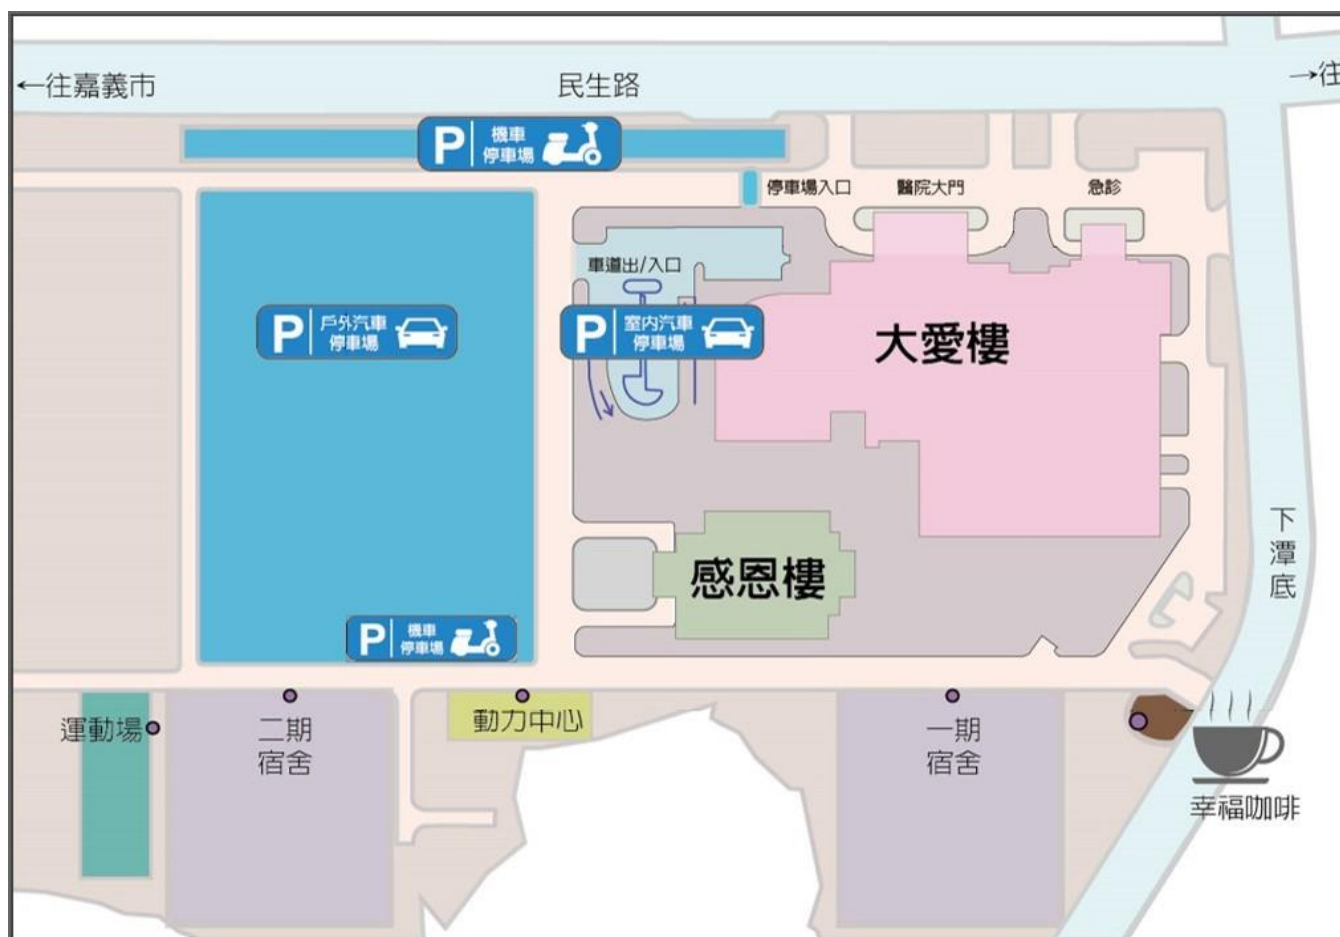 ←往嘉義市
民生路
→往
P 機車
停車場
停車場入口
醫院大門
急診
車道出/入口
P 戶外汽車
停車場
P 室內汽車
停車場
大愛樓
下潭底
感恩樓
P 機車
停車場
運動場
二期
宿舍
動力中心
一期
宿舍
幸福咖啡